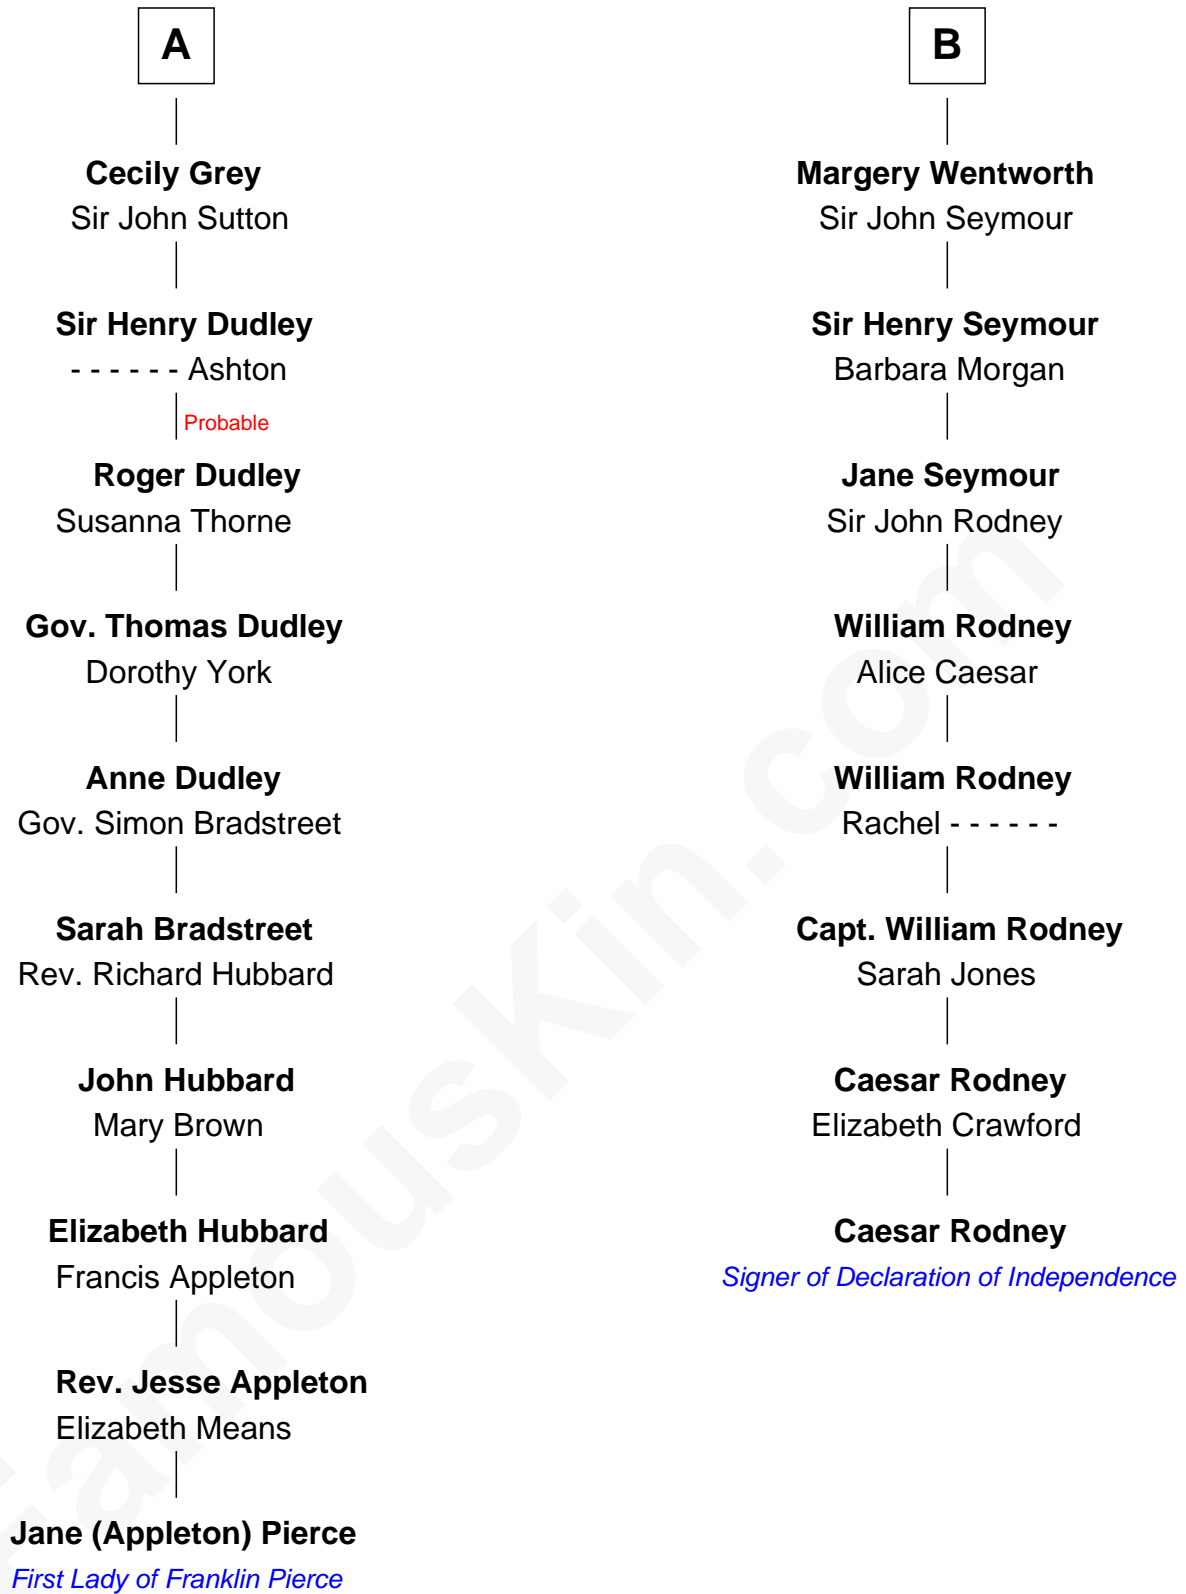 A
Cecily Grey
Sir John Sutton
Sir Henry Dudley
- - - - - - Ashton
Probable
Roger Dudley
Susanna Thorne
Gov. Thomas Dudley
Dorothy York
Anne Dudley
Gov. Simon Bradstreet
Sarah Bradstreet
Rev. Richard Hubbard
John Hubbard
Mary Brown
Elizabeth Hubbard
Francis Appleton
Rev. Jesse Appleton
Elizabeth Means
Jane (Appleton) Pierce
First Lady of Franklin Pierce
B
Margery Wentworth
Sir John Seymour
Sir Henry Seymour
Barbara Morgan
Jane Seymour
Sir John Rodney
William Rodney
Alice Caesar
William Rodney
Rachel - - - - - -
Capt. William Rodney
Sarah Jones
Caesar Rodney
Elizabeth Crawford
Caesar Rodney
Signer of Declaration of Independence
FamousKin.com